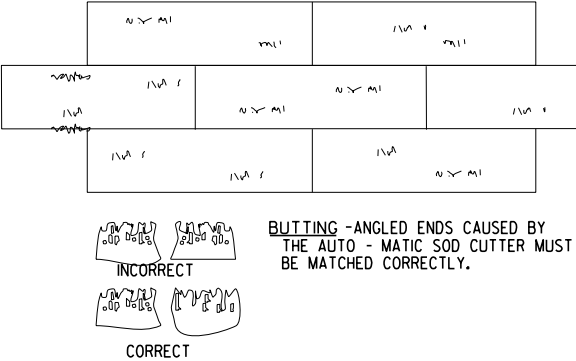 BUTTING -ANGLED ENDS CAUSED BY
THE AUTO - MATIC SOD CUTTER MUST
BE MATCHED CORRECTLY.
INCORRECT
CORRECT